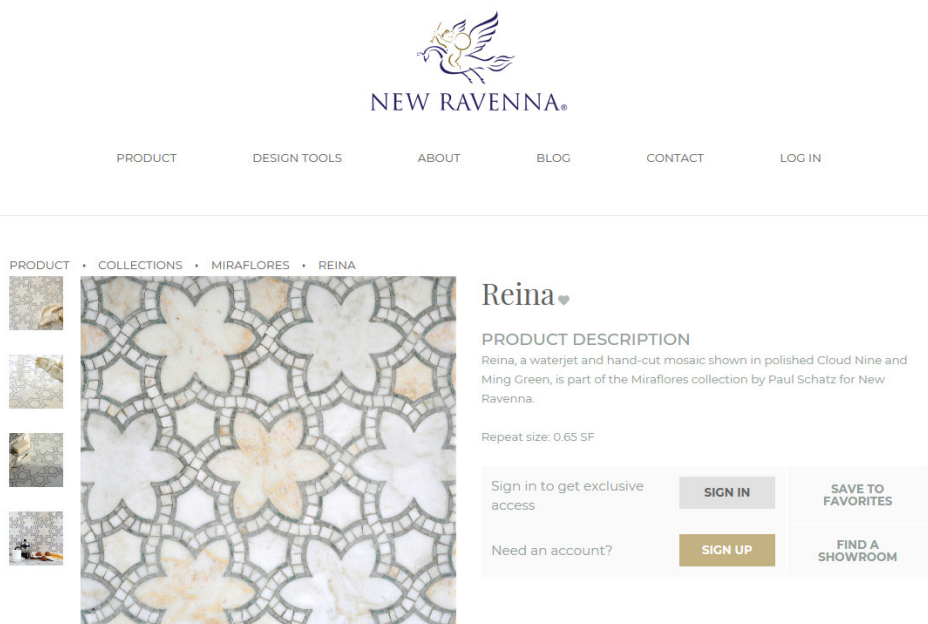 NEW RAVENNA®
PRODUCT
DESIGN TOOLS
ABOUT
BLOG
CONTACT
LOG IN
PRODUCT • COLLECTIONS • MIRAFLORES • REINA
Reina
PRODUCT DESCRIPTION
Reina, a waterjet and hand-cut mosaic shown in polished Cloud Nine and
Ming Green, is part of the Miraflores collection by Paul Schatz for New
Ravenna.
Repeat size: 0.65 SF
Sign in to get exclusive
access
SIGN IN
SAVE TO
FAVORITES
Need an account?
SIGN UP
FIND A
SHOWROOM